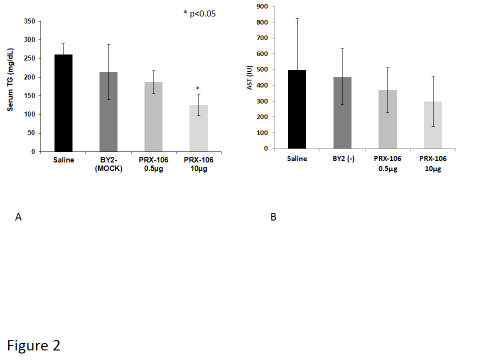 * p<0.05
350
300
250
200
150
100
50
0
Serum TG (mg/dL)
*
Saline
BY2-
(MOCK)
PRX-106
0.5µg
PRX-106
10µg
A
900
800
700
600
500
400
300
200
100
0
AST (IU)
Saline
BY2 (-)
PRX-106
0.5µg
PRX-106
10µg
B
Figure 2